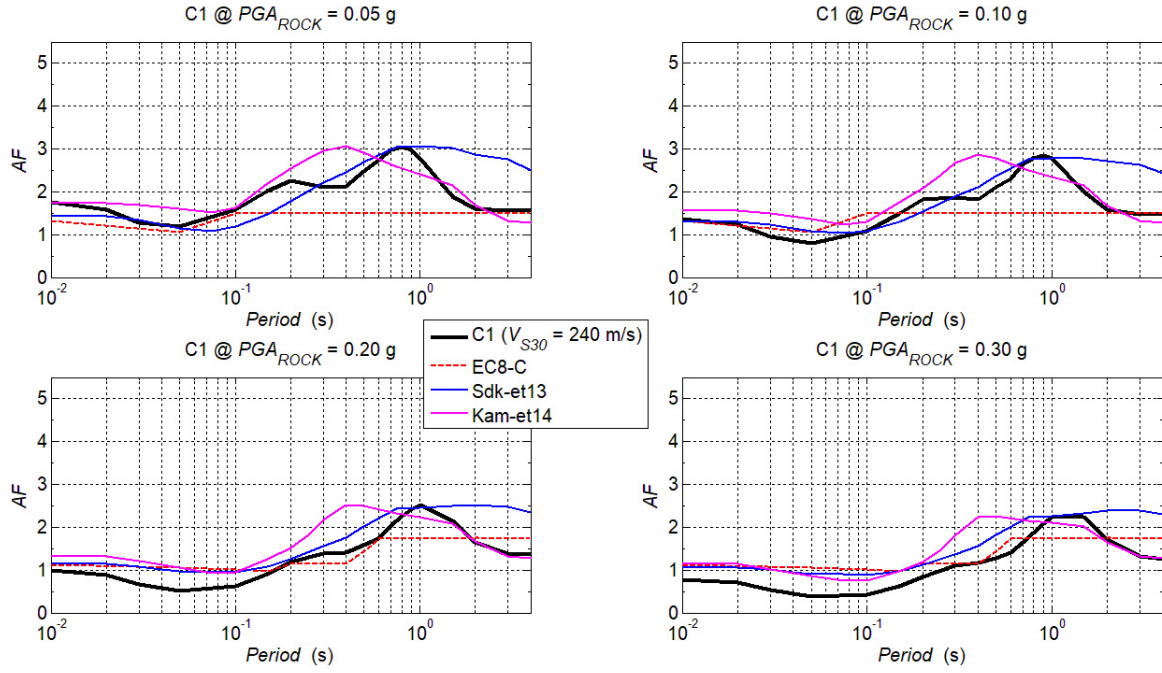 C1 @ PGA_ROCK = 0.05 g
AF
5
4
3
2
1
0
10^-2
10^-1
10^0
Period (s)
C1 @ PGA_ROCK = 0.10 g
AF
5
4
3
2
1
0
10^-2
10^-1
10^0
Period (s)
C1 (V_S30 = 240 m/s)
EC8-C
Sdk-et13
Kam-et14
C1 @ PGA_ROCK = 0.20 g
AF
5
4
3
2
1
0
10^-2
10^-1
10^0
Period (s)
C1 @ PGA_ROCK = 0.30 g
AF
5
4
3
2
1
0
10^-2
10^-1
10^0
Period (s)